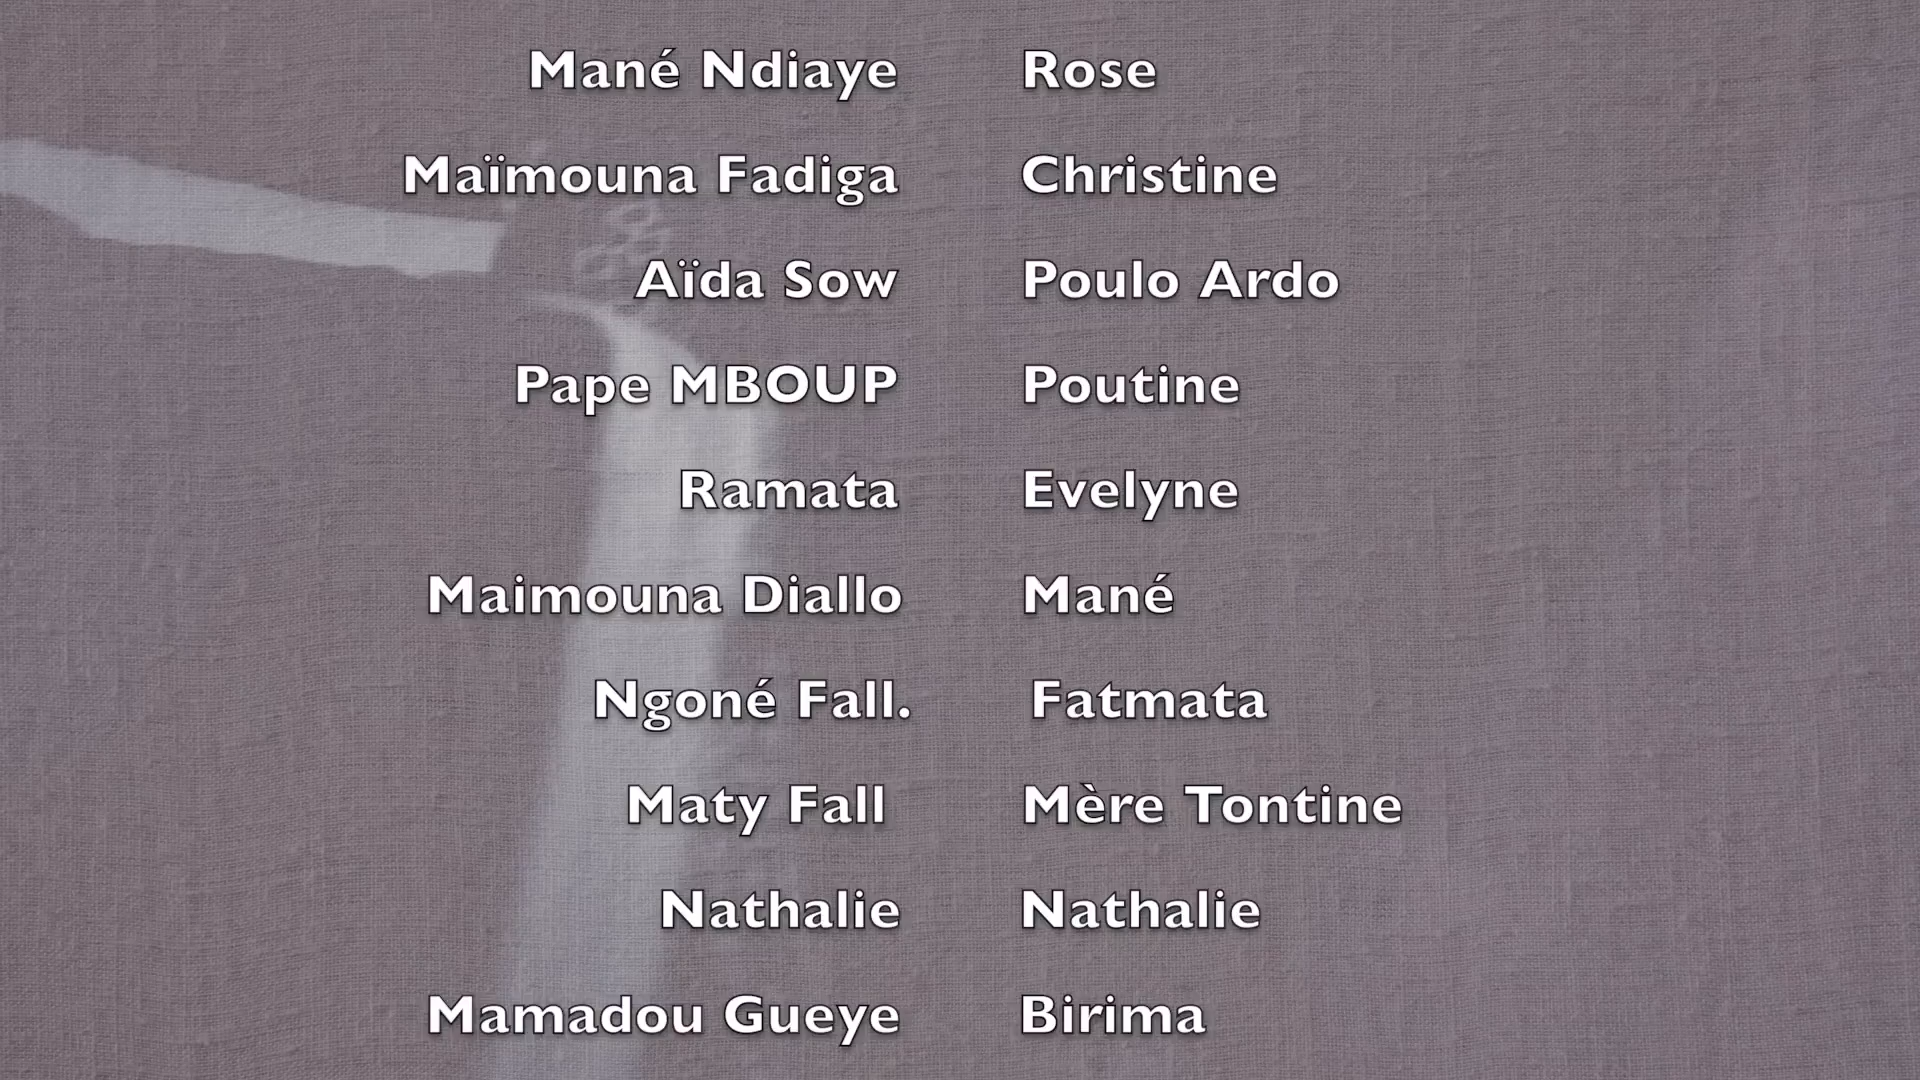 Mané Ndiaye Rose
Maïmouna Fadiga Christine
Aïda Sow Poulo Ardo
Pape MBOUP Poutine
Ramata Evelyne
Maimouna Diallo Mané
Ngoné Fall. Fatmata
Maty Fall Mère Tontine
Nathalie Nathalie
Mamadou Gueye Birima